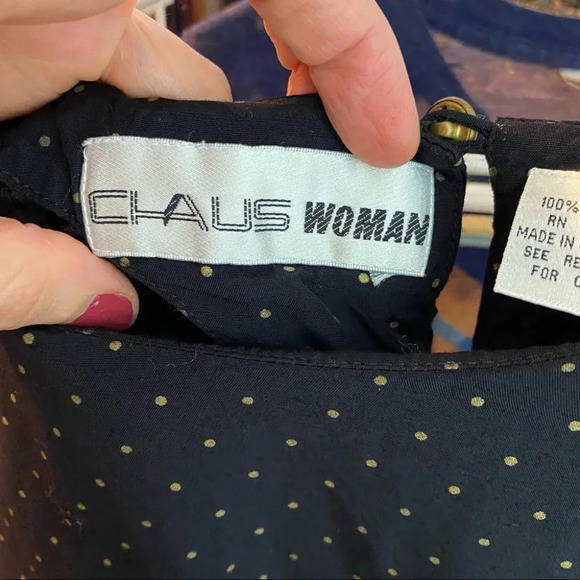 CHAUS WOMAN
100%
RN
MADE IN
SEE RE
FOR C